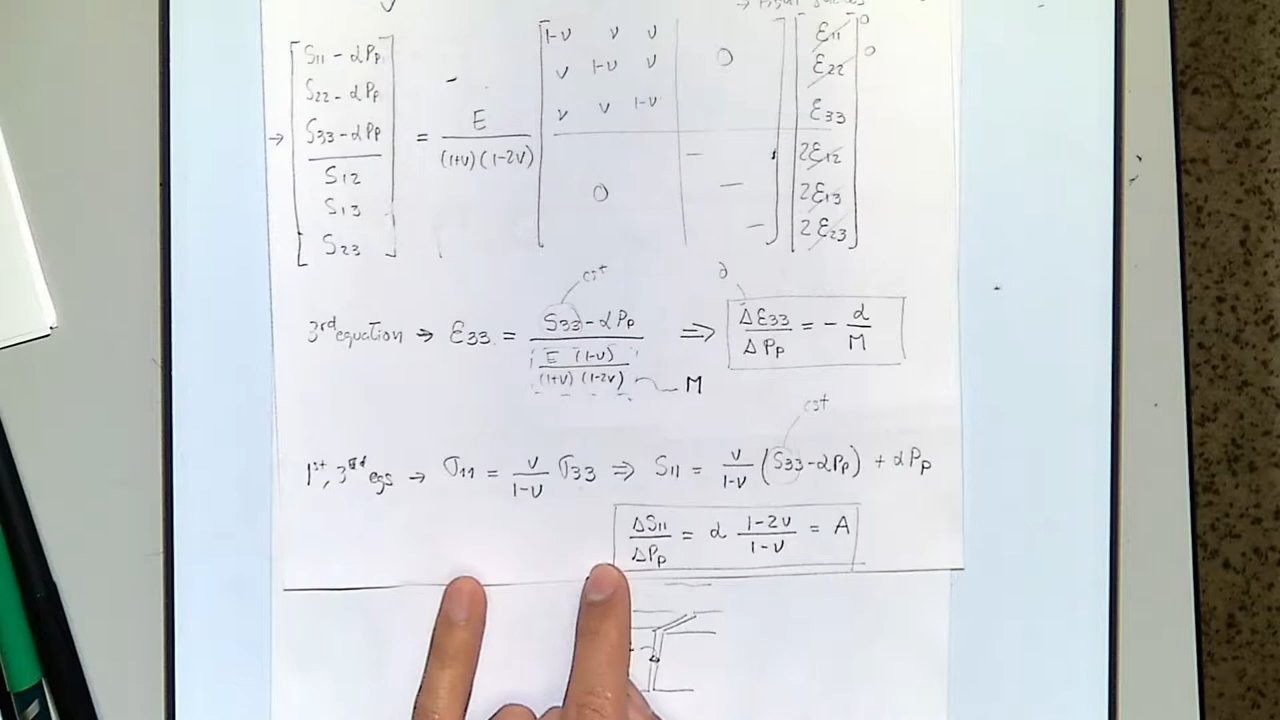 S11 - αPp
S22 - αPp
S33 - αPp
S12
S13
S23
= E / (1+ν)(1-2ν)
1-ν ν ν
ν 1-ν ν
ν ν 1-ν
0
0
ε11 0
ε22 0
ε33
2ε12
2ε13
2ε23
cst
3rd equation → ε33 = S33 - αPp / E (1-ν) / (1+ν) (1-2ν) M ⇒ Δε33 / ΔPp = - α / M
cst
1st, 3rd eqs → σ11 = ν / 1-ν σ33 ⇒ S11 = ν / 1-ν (S33 - αPp) + αPp
ΔS11 / ΔPp = α 1-2ν / 1-ν = A